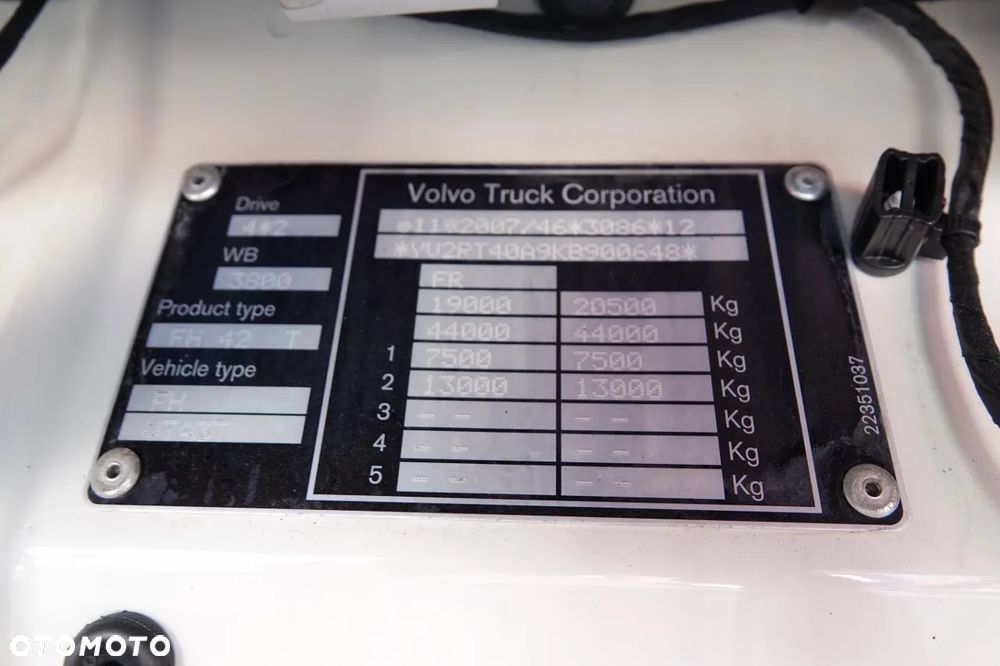 Drive
4*2
WB
3800
Product type
FH 42 T
Vehicle type
FH
Volvo Truck Corporation
e11*2007/46*3086*12
*YV2RT40A9KB900648*
FR
19000 20500 Kg
44000 44000 Kg
1 7500 7500 Kg
2 13000 13000 Kg
3 -- -- -- -- Kg
4 -- -- -- -- Kg
5 -- -- -- -- Kg
22351037
OTOMOTO